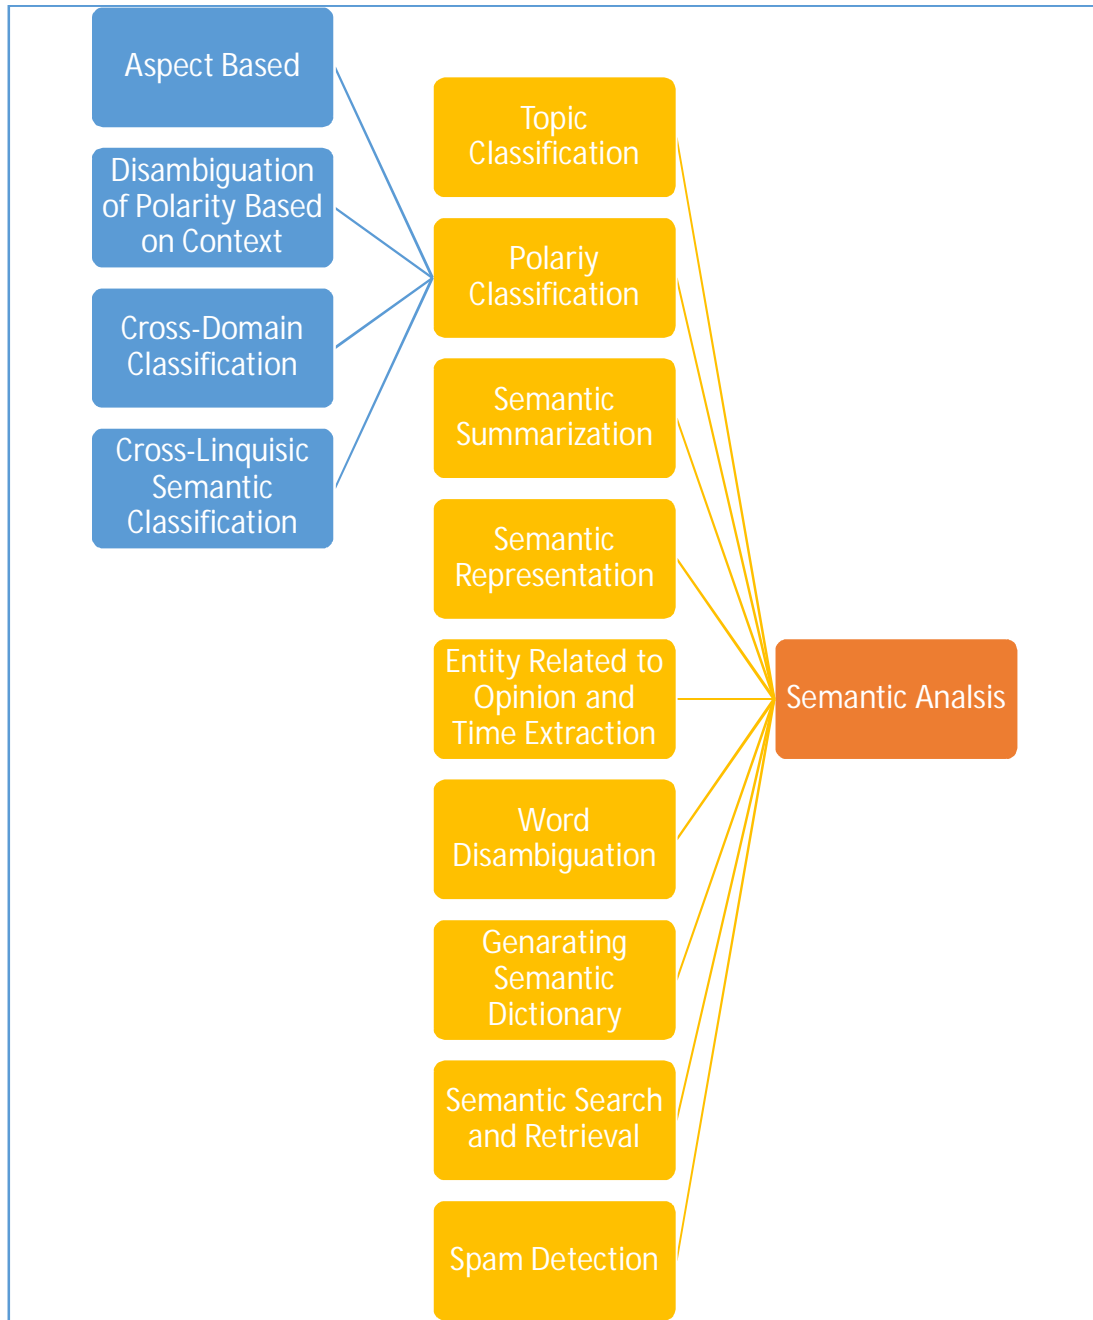 Aspect Based
Disambiguation
of Polarity Based
on Context
Cross-Domain
Classification
Cross-Linquisic
Semantic
Classification
Topic
Classification
Polariy
Classification
Semantic
Summarization
Semantic
Representation
Entity Related to
Opinion and
Time Extraction
Word
Disambiguation
Genarating
Semantic
Dictionary
Semantic Search
and Retrieval
Spam Detection
Semantic Analsis